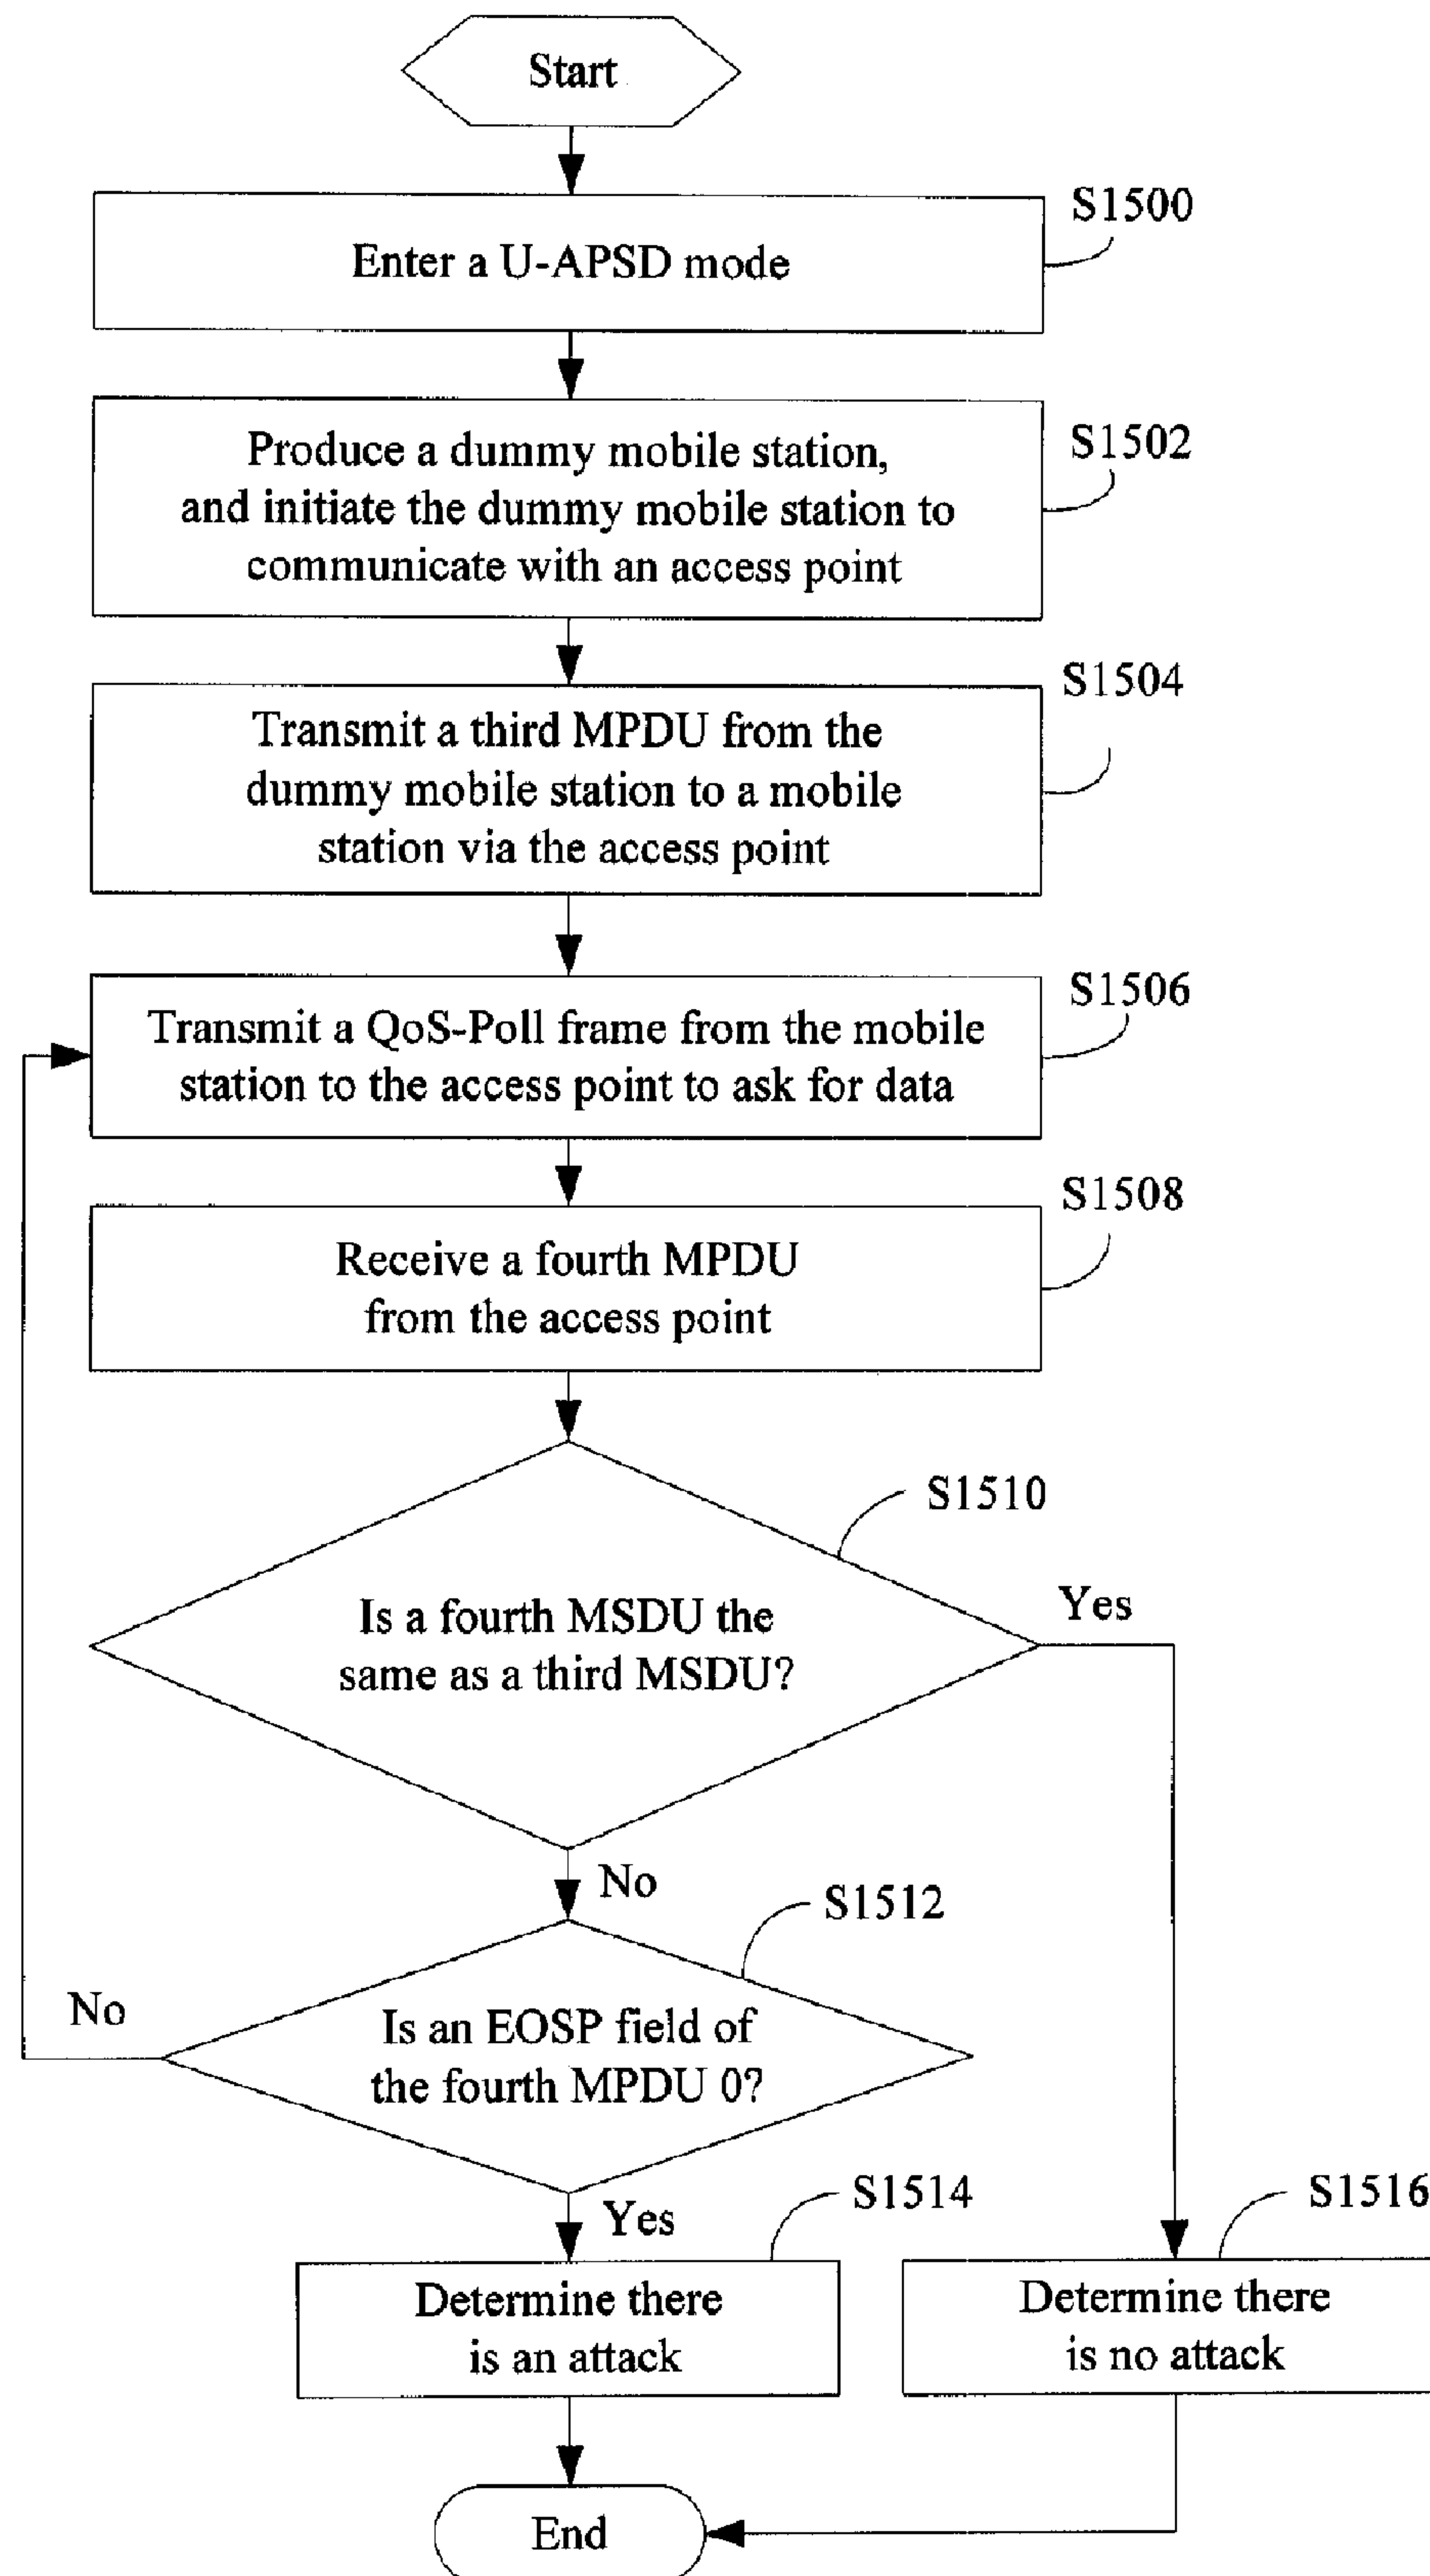 Start
S1500
Enter a U-APSD mode
S1502
Produce a dummy mobile station,
and initiate the dummy mobile station to
communicate with an access point
S1504
Transmit a third MPDU from the
dummy mobile station to a mobile
station via the access point
S1506
Transmit a QoS-Poll frame from the mobile
station to the access point to ask for data
S1508
Receive a fourth MPDU
from the access point
S1510
Is a fourth MSDU the
same as a third MSDU?
Yes
No
S1512
Is an EOSP field of
the fourth MPDU 0?
No
Yes
S1514
Determine there
is an attack
S1516
Determine there
is no attack
End